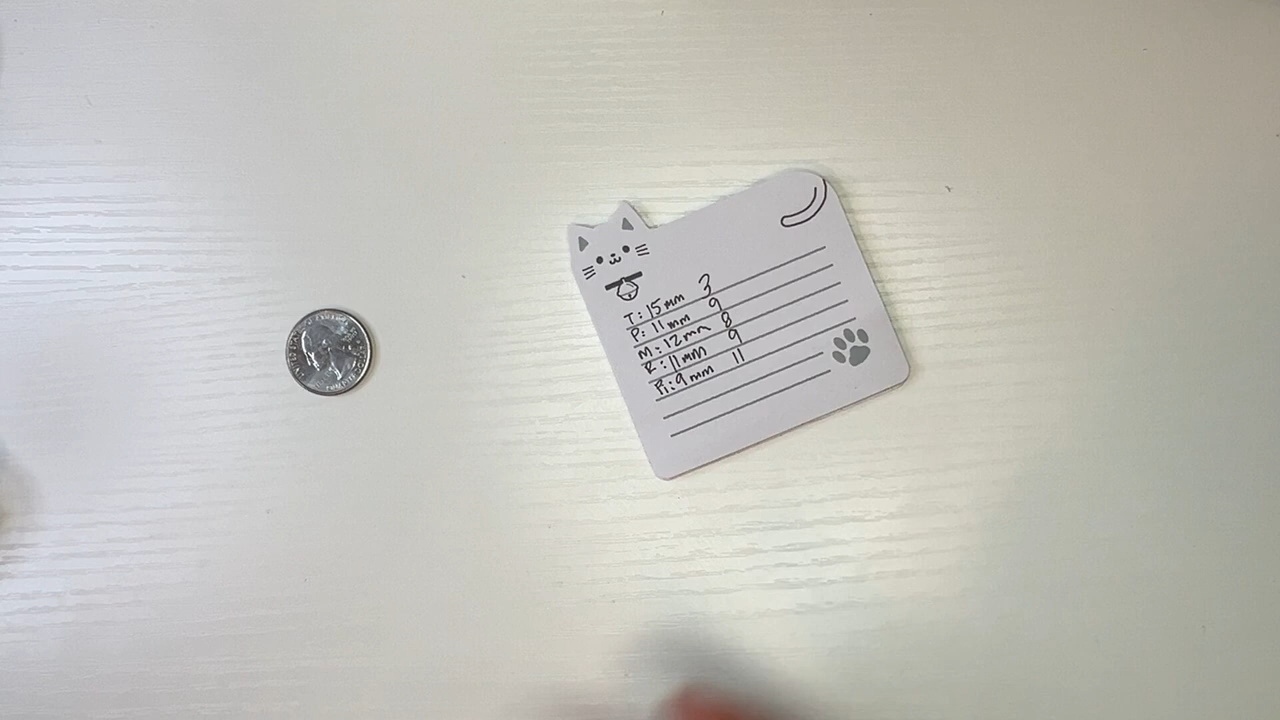 T: 15mm 3
P: 11mm 9
M: 12mm 8
R: 11mm 9
Pi: 9mm 11